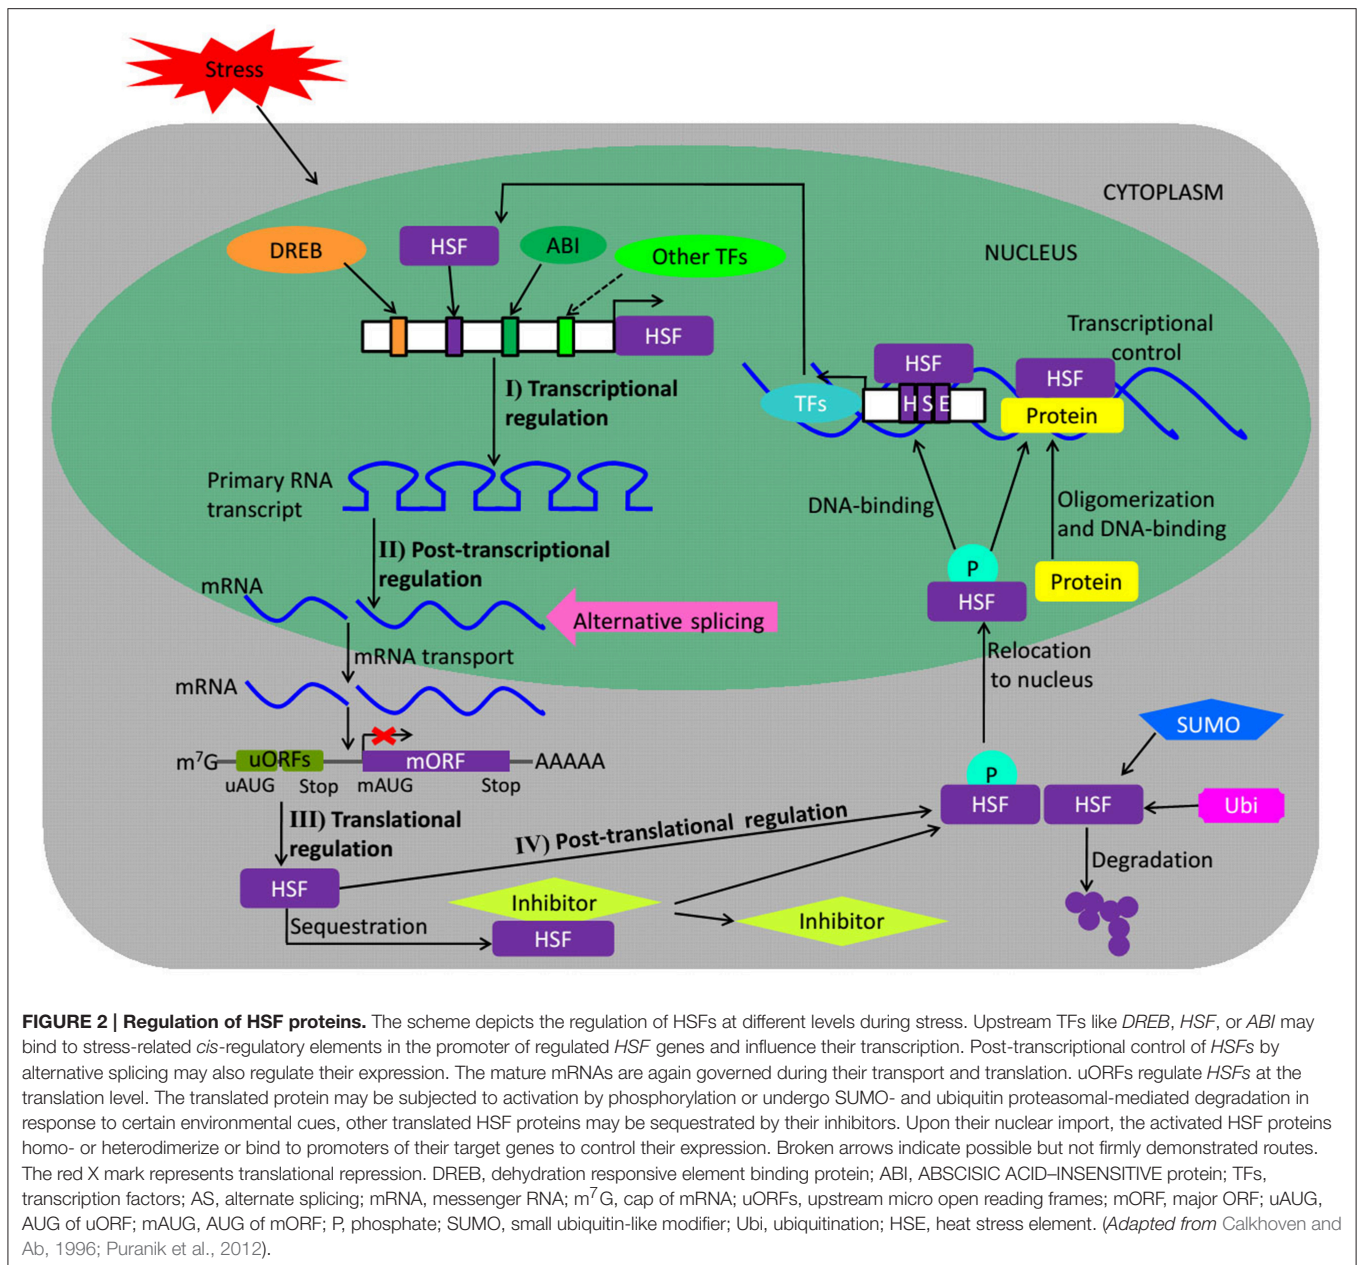 Stress
CYTOPLASM
NUCLEUS
DREB
HSF
ABI
Other TFs
HSF
I) Transcriptional
regulation
Primary RNA
transcript
II) Post-transcriptional
regulation
mRNA
Alternative splicing
mRNA transport
mRNA
m⁷G
uORFs
mORF
AAAAA
uAUG
Stop
mAUG
Stop
III) Translational
regulation
HSF
IV) Post-translational regulation
Sequestration
Inhibitor
HSF
Inhibitor
Transcriptional
control
HSF
HSF
TFs
H S E
Protein
DNA-binding
Oligomerization
and DNA-binding
P
HSF
Protein
Relocation
to nucleus
SUMO
P
HSF
HSF
Ubi
Degradation
FIGURE 2 | Regulation of HSF proteins. The scheme depicts the regulation of HSFs at different levels during stress. Upstream TFs like DREB, HSF, or ABI may
bind to stress-related cis-regulatory elements in the promoter of regulated HSF genes and influence their transcription. Post-transcriptional control of HSFs by
alternative splicing may also regulate their expression. The mature mRNAs are again governed during their transport and translation. uORFs regulate HSFs at the
translation level. The translated protein may be subjected to activation by phosphorylation or undergo SUMO- and ubiquitin proteasomal-mediated degradation in
response to certain environmental cues, other translated HSF proteins may be sequestrated by their inhibitors. Upon their nuclear import, the activated HSF proteins
homo- or heterodimerize or bind to promoters of their target genes to control their expression. Broken arrows indicate possible but not firmly demonstrated routes.
The red X mark represents translational repression. DREB, dehydration responsive element binding protein; ABI, ABSCISIC ACID–INSENSITIVE protein; TFs,
transcription factors; AS, alternate splicing; mRNA, messenger RNA; m⁷G, cap of mRNA; uORFs, upstream micro open reading frames; mORF, major ORF; uAUG,
AUG of uORF; mAUG, AUG of mORF; P, phosphate; SUMO, small ubiquitin-like modifier; Ubi, ubiquitination; HSE, heat stress element. (Adapted from Calkhoven and
Ab, 1996; Puranik et al., 2012).